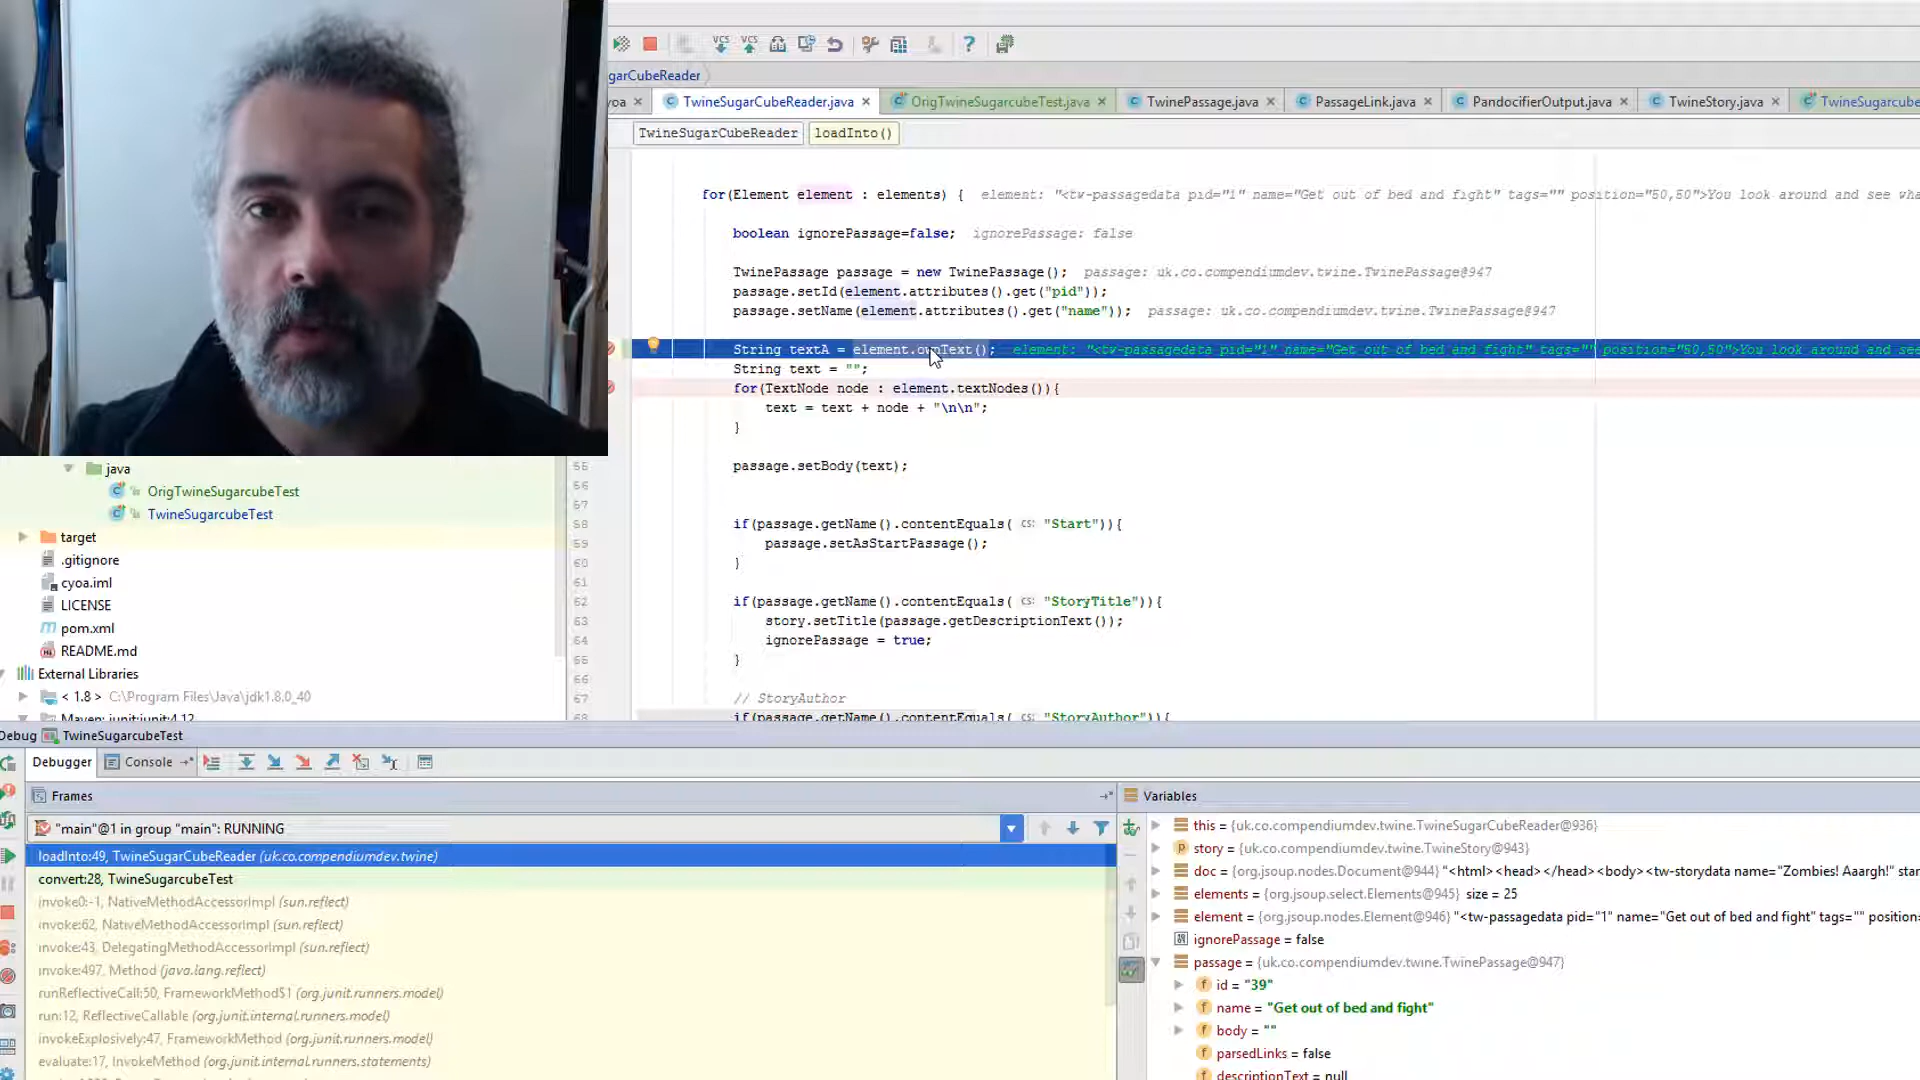 VCS VCS ?
garCubeReader
yoa TwineSugarCubeReader.java OrigTwineSugarcubeTest.java TwinePassage.java PassageLink.java PandocifierOutput.java TwineStory.java TwineSugarcube
TwineSugarCubeReader loadInto()
for(Element element : elements) { element: "<tw-passagedata pid="1" name="Get out of bed and fight" tags="" position="50,50">You look around and see wha
boolean ignorePassage=false; ignorePassage: false
TwinePassage passage = new TwinePassage(); passage: uk.co.compendiumdev.twine.TwinePassage@947
passage.setId(element.attributes().get("pid"));
passage.setName(element.attributes().get("name")); passage: uk.co.compendiumdev.twine.TwinePassage@947
String textA = element.ownText(); element: "<tw-passagedata pid="1" name="Get out of bed and fight" tags="" position="50,50">You look around and see
String text = "";
for(TextNode node : element.textNodes()){
text = text + node + "\n\n";
}
55 passage.setBody(text);
56
57
58 if(passage.getName().contentEquals( cs: "Start")){
59 passage.setAsStartPassage();
60 }
61
62 if(passage.getName().contentEquals( cs: "StoryTitle")){
63 story.setTitle(passage.getDescriptionText());
64 ignorePassage = true;
65 }
66
67 // StoryAuthor
68 if(passage.getName().contentEquals( cs: "StoryAuthor")){
java
OrigTwineSugarcubeTest
TwineSugarcubeTest
target
.gitignore
cyoa.iml
LICENSE
pom.xml
README.md
External Libraries
< 1.8 > C:\Program Files\Java\jdk1.8.0_40
Maven: junit:junit:4.12
Debug TwineSugarcubeTest
Debugger Console
Frames
"main"@1 in group "main": RUNNING
loadInto:49, TwineSugarCubeReader (uk.co.compendiumdev.twine)
convert:28, TwineSugarcubeTest
invoke0:-1, NativeMethodAccessorImpl (sun.reflect)
invoke:62, NativeMethodAccessorImpl (sun.reflect)
invoke:43, DelegatingMethodAccessorImpl (sun.reflect)
invoke:497, Method (java.lang.reflect)
runReflectiveCall:50, FrameworkMethod$1 (org.junit.runners.model)
run:12, ReflectiveCallable (org.junit.internal.runners.model)
invokeExplosively:47, FrameworkMethod (org.junit.runners.model)
evaluate:17, InvokeMethod (org.junit.internal.runners.statements)
Variables
this = {uk.co.compendiumdev.twine.TwineSugarCubeReader@936}
story = {uk.co.compendiumdev.twine.TwineStory@943}
doc = {org.jsoup.nodes.Document@944} "<html><head></head><body><tw-storydata name="Zombies! Aaargh!" star
elements = {org.jsoup.select.Elements@945} size = 25
element = {org.jsoup.nodes.Element@946} "<tw-passagedata pid="1" name="Get out of bed and fight" tags="" position=
ignorePassage = false
passage = {uk.co.compendiumdev.twine.TwinePassage@947}
id = "39"
name = "Get out of bed and fight"
body = ""
parsedLinks = false
descriptionText = null